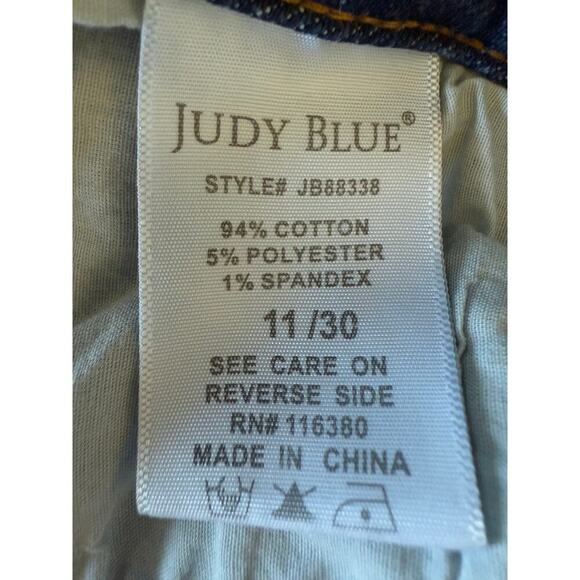 JUDY BLUE®
STYLE# JB88338
94% COTTON
5% POLYESTER
1% SPANDEX
11/30
SEE CARE ON
REVERSE SIDE
RN# 116380
MADE IN CHINA